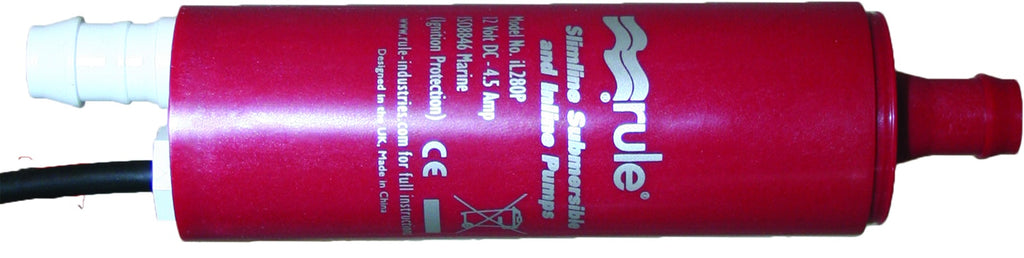 rule®
Slimline Submersible
and Inline Pumps
Model No. iL280P
12 Volt DC - 4.5 Amp
ISO8846 Marine
(Ignition Protection) CE
www.rule-industries.com for full instructions
Designed in the UK, Made in China